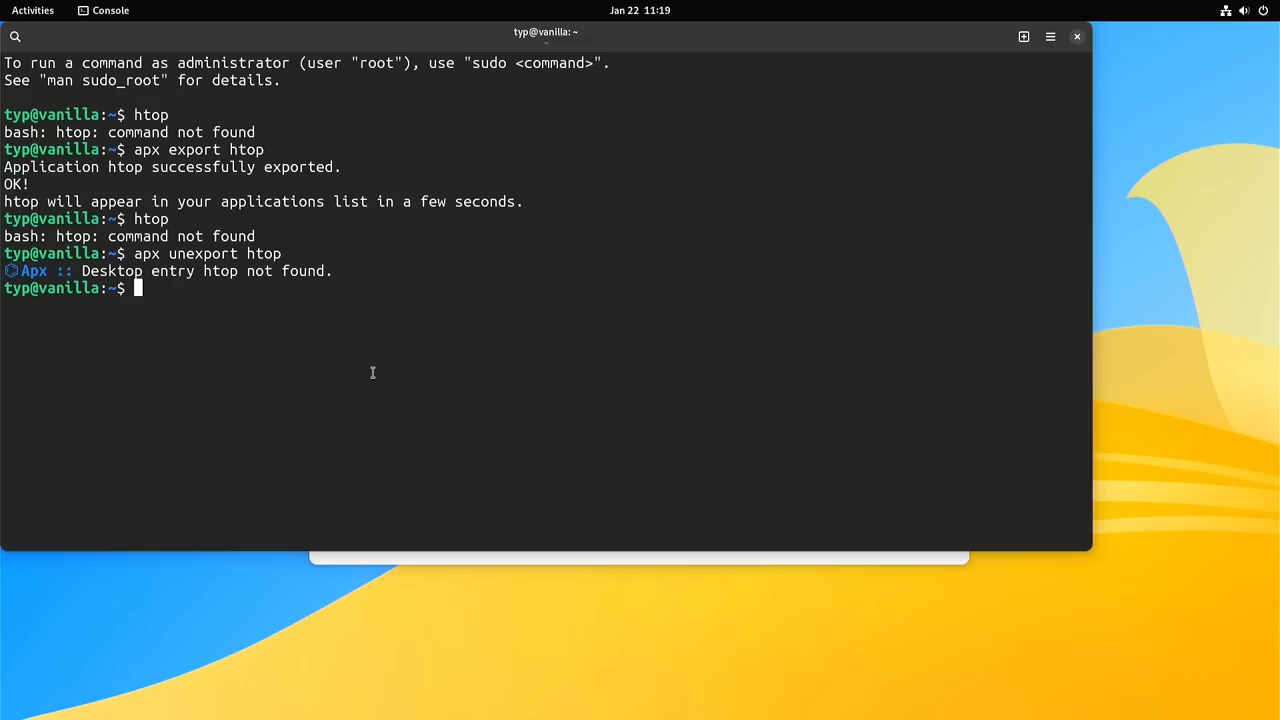 Activities
Console
Jan 22 11:19
typ@vanilla: ~
~
To run a command as administrator (user "root"), use "sudo <command>".
See "man sudo_root" for details.
typ@vanilla:~$ htop
bash: htop: command not found
typ@vanilla:~$ apx export htop
Application htop successfully exported.
OK!
htop will appear in your applications list in a few seconds.
typ@vanilla:~$ htop
bash: htop: command not found
typ@vanilla:~$ apx unexport htop
Apx :: Desktop entry htop not found.
typ@vanilla:~$